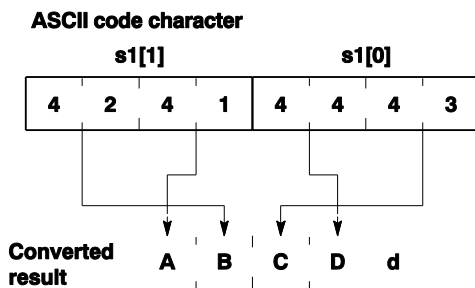 ASCII code character
s1[1] s1[0]
4 2 4 1 4 4 4 3
Converted A B C D d
result